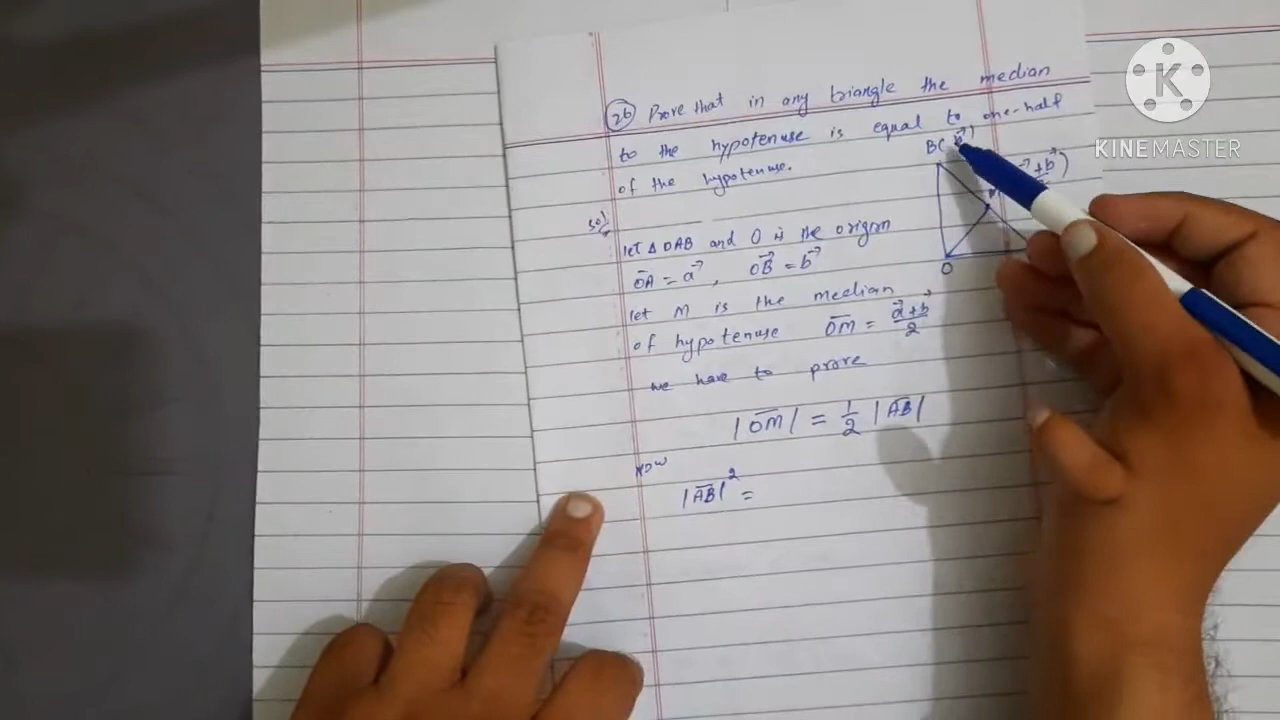 26 Prove that in any triangle the median
to the hypotenuse is equal to one-half
of the hypotenuse.
B( b⃗ )
+b⃗ )
M
O
Sol
let Δ OAB and O is the origin
OA = a⃗ , OB⃗ = b⃗
let M is the median
of hypotenuse OM = a⃗+b⃗/2
we have to prove
|OM| = 1/2 |AB|
NOW
|AB|² =
K
KINEMASTER